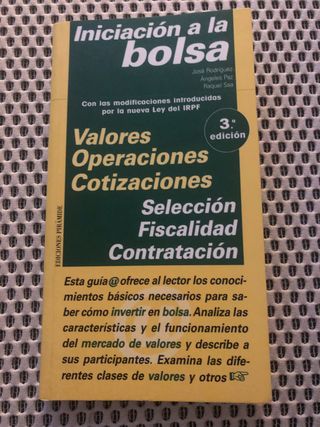 Iniciación a la
bolsa
José Rodríguez
Ángeles Paz
Raquel Saa
Con las modificaciones introducidas
por la nueva Ley del IRPF
3.ª
edición
Valores
Operaciones
Cotizaciones
Selección
Fiscalidad
Contratación
EDICIONES PIRÁMIDE
Esta guía@ofrece al lector los conoci-
mientos básicos necesarios para sa-
ber cómo invertir en bolsa. Analiza las
características y el funcionamiento
del mercado de valores y describe a
sus participantes. Examina las dife-
rentes clases de valores y otros ☞